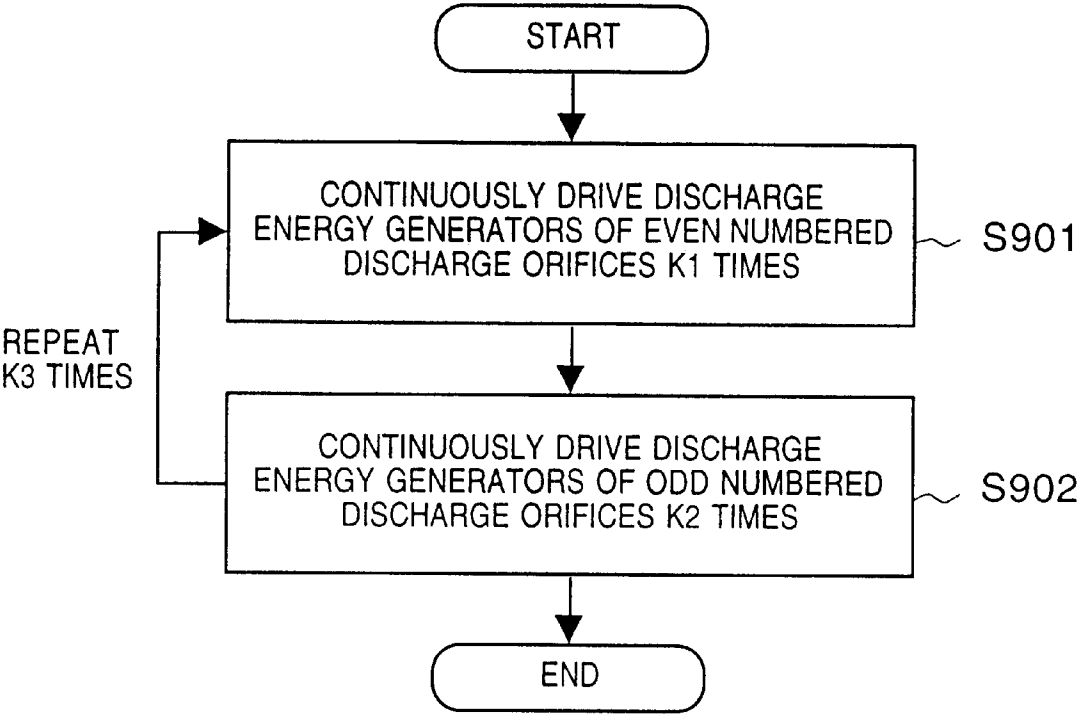 START
CONTINUOUSLY DRIVE DISCHARGE
ENERGY GENERATORS OF EVEN NUMBERED
DISCHARGE ORIFICES K1 TIMES
S901
REPEAT
K3 TIMES
CONTINUOUSLY DRIVE DISCHARGE
ENERGY GENERATORS OF ODD NUMBERED
DISCHARGE ORIFICES K2 TIMES
S902
END